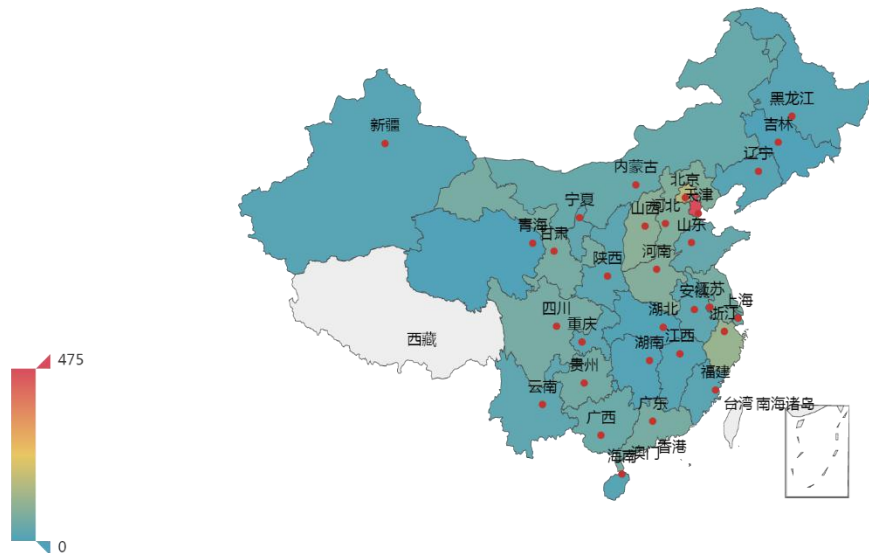 黑龙江
新疆
吉林
辽宁
内蒙古
北京
天津
宁夏
山西
河北
青海
甘肃
山东
陕西
河南
安徽
江苏
上海
四川
湖北
浙江
重庆
西藏
湖南
江西
475
贵州
福建
云南
台湾
南海诸岛
广西
广东
香港
澳门
海南
0